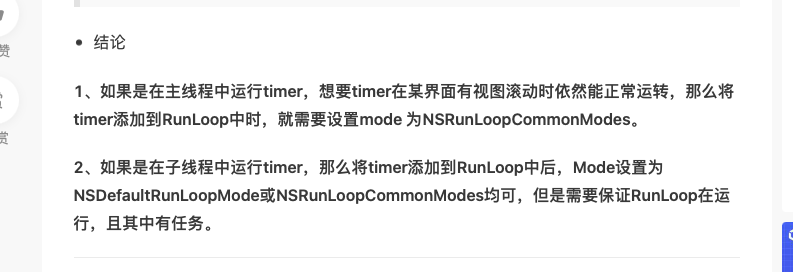 赞
赏
• 结论
1、如果是在主线程中运行timer，想要timer在某界面有视图滚动时依然能正常运转，那么将
timer添加到RunLoop中时，就需要设置mode 为NSRunLoopCommonModes。
2、如果是在子线程中运行timer，那么将timer添加到RunLoop中后，Mode设置为
NSDefaultRunLoopMode或NSRunLoopCommonModes均可，但是需要保证RunLoop在运
行，且其中有任务。